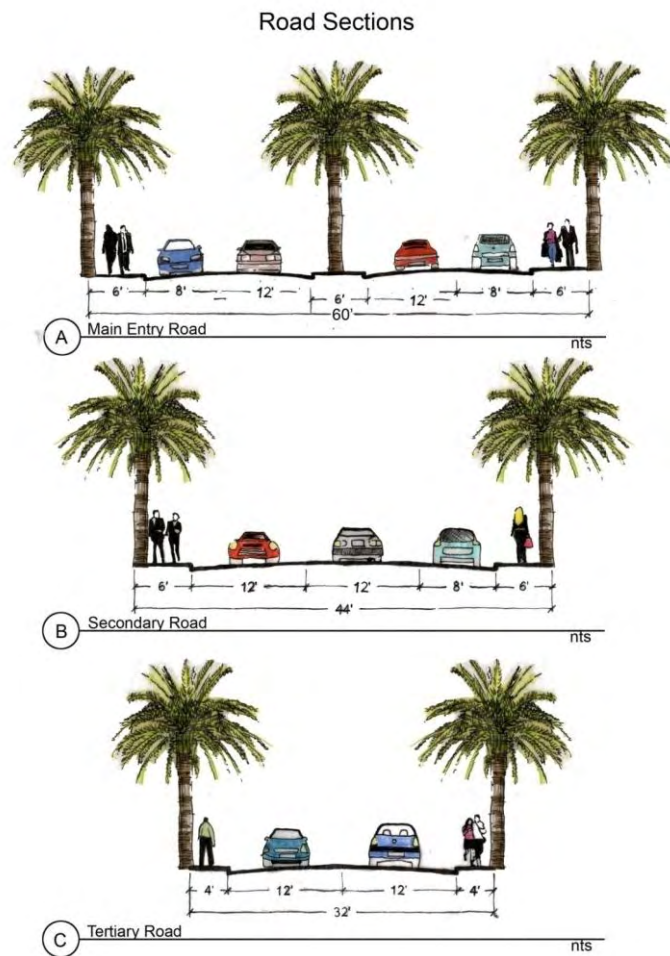 Road Sections
6' 8' 12' 6' 12' 8' 6'
60'
A Main Entry Road
nts
6' 12' 12' 8' 6'
44'
B Secondary Road
nts
4' 12' 12' 4'
32'
C Tertiary Road
nts